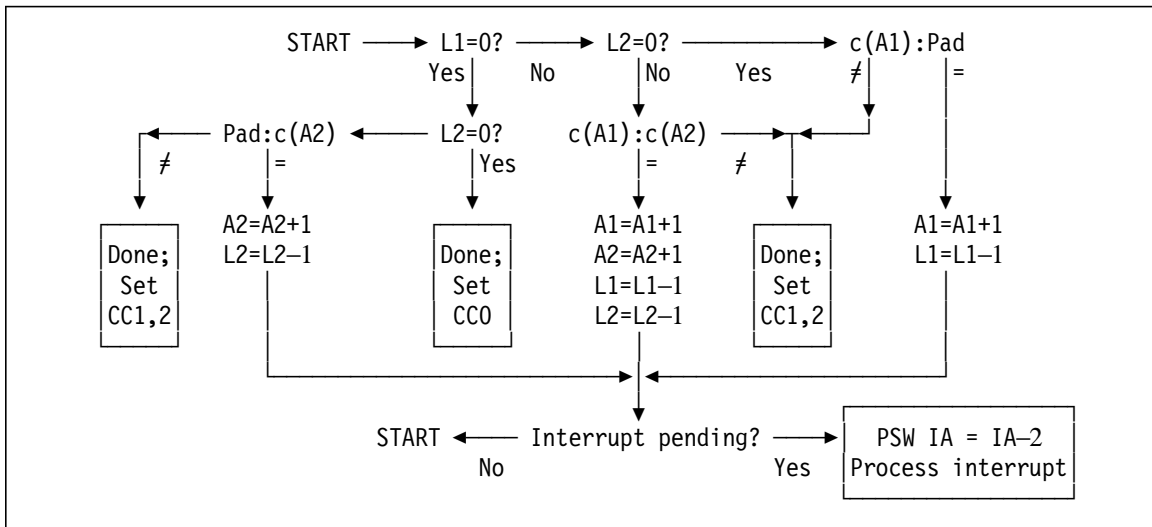 START L1=0? L2=0? c(A1):Pad
Yes No No Yes ≠ =
Pad:c(A2) L2=0? c(A1):c(A2)
≠ = Yes = ≠
A2=A2+1 A1=A1+1 A1=A1+1
Done; L2=L2–1 Done; A2=A2+1 Done; L1=L1–1
Set Set L1=L1–1 Set
CC1,2 CC0 L2=L2–1 CC1,2
START Interrupt pending? PSW IA = IA–2
No Yes Process interrupt